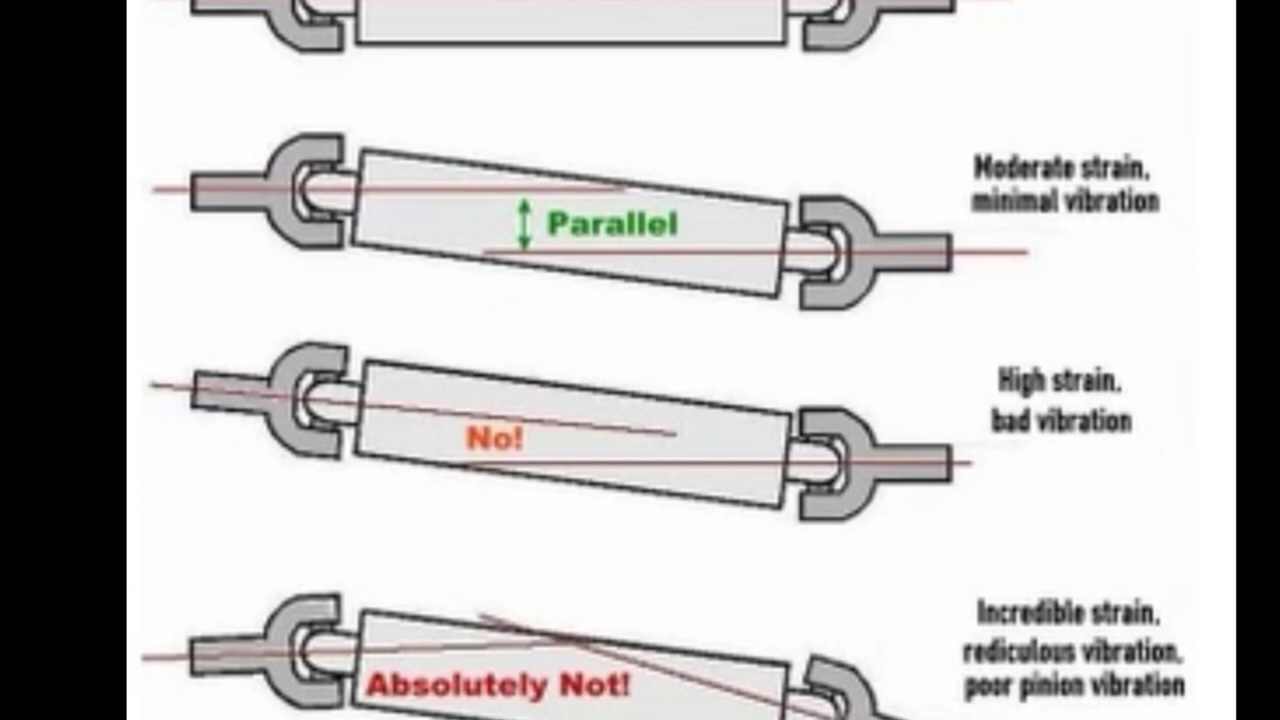 Moderate strain.
minimal vibration
Parallel
High strain.
bad vibration
No!
Incredible strain.
rediculous vibration.
poor pinion vibration
Absolutely Not!